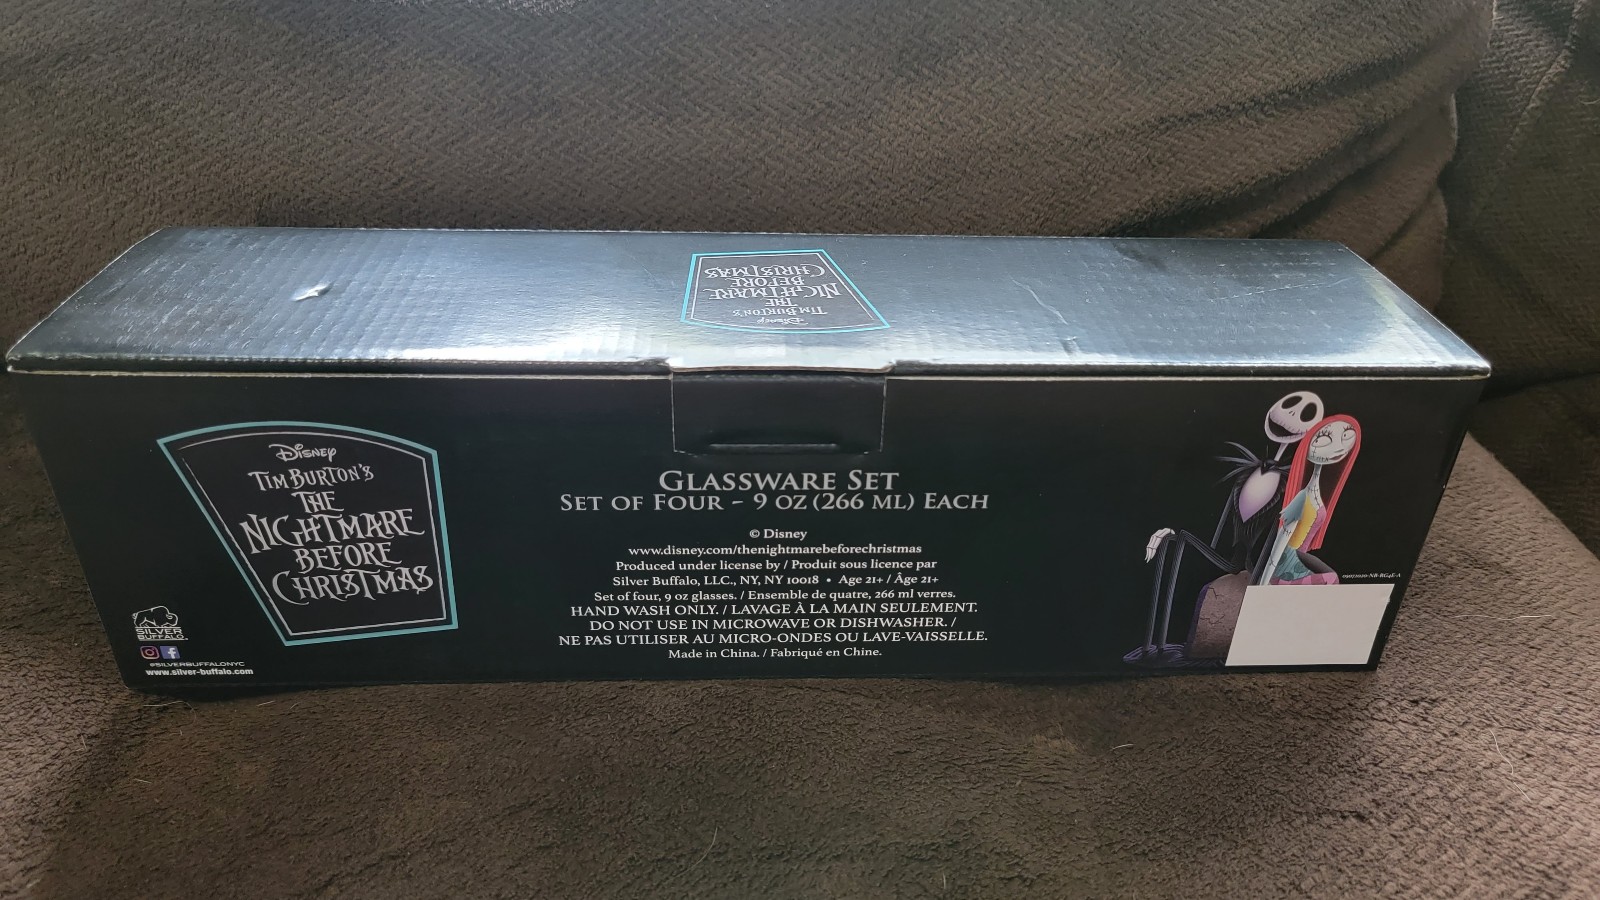 Disney
TIM BURTON'S
THE
NIGHTMARE
BEFORE
CHRISTMAS
Disney
TIM BURTON'S
THE
NIGHTMARE
BEFORE
CHRISTMAS
SILVER
BUFFALO
@SILVERBUFFALONYC
www.silver-buffalo.com
GLASSWARE SET
SET OF FOUR – 9 OZ (266 ML) EACH
© Disney
www.disney.com/thenightmarebeforechristmas
Produced under license by / Produit sous licence par
Silver Buffalo, LLC., NY, NY 10018 • Age 21+ / Âge 21+
Set of four, 9 oz glasses. / Ensemble de quatre, 266 ml verres.
HAND WASH ONLY. / LAVAGE À LA MAIN SEULEMENT.
DO NOT USE IN MICROWAVE OR DISHWASHER. /
NE PAS UTILISER AU MICRO-ONDES OU LAVE-VAISSELLE.
Made in China. / Fabriqué en Chine.